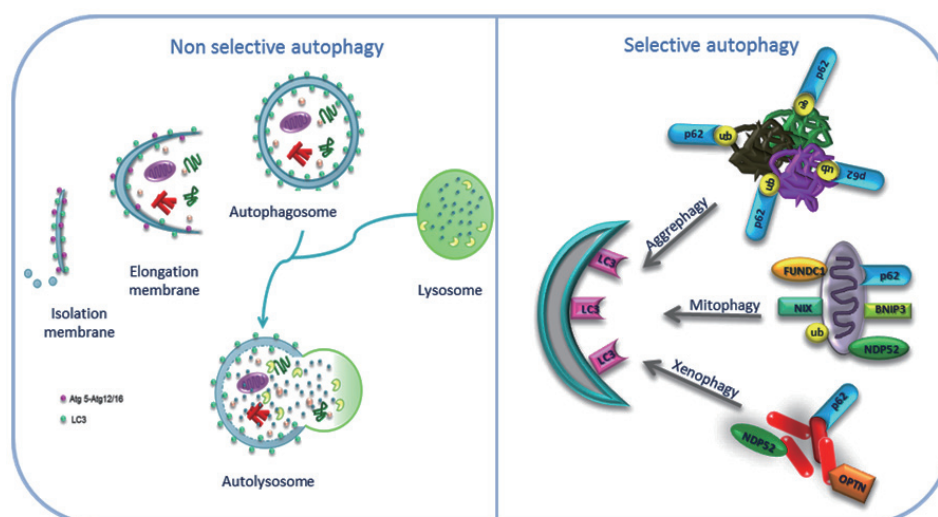 Non selective autophagy
Autophagosome
Elongation
membrane
Isolation
membrane
Lysosome
Atg 5-Atg12/16
LC3
Autolysosome
Selective autophagy
p62
ub
p62
ub
p62
ub
p62
ub
Aggrephagy
LC3
LC3
LC3
Mitophagy
FUNDC1
p62
NIX
BNIP3
ub
NDP52
Xenophagy
p62
NDP52
OPTN